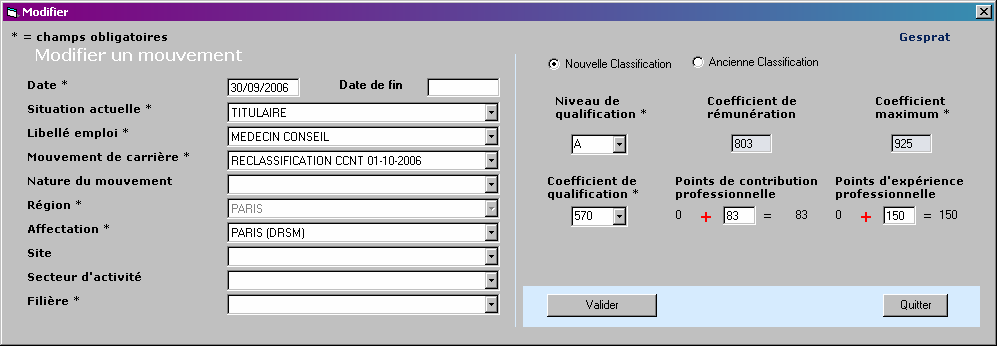 Modifier
* = champs obligatoires
Gesprat
Modifier un mouvement
Date *
30/09/2006
Date de fin
Situation actuelle *
TITULAIRE
Libellé emploi *
MEDECIN CONSEIL
Mouvement de carrière *
RECLASSIFICATION CCNT 01-10-2006
Nature du mouvement
Région *
PARIS
Affectation *
PARIS (DRSM)
Site
Secteur d'activité
Filière *
Nouvelle Classification
Ancienne Classification
Niveau de
qualification *
A
Coefficient de
rémunération
803
Coefficient
maximum *
925
Coefficient de
qualification *
570
Points de contribution
professionnelle
0 + 83 = 83
Points d'expérience
professionnelle
0 + 150 = 150
Valider
Quitter